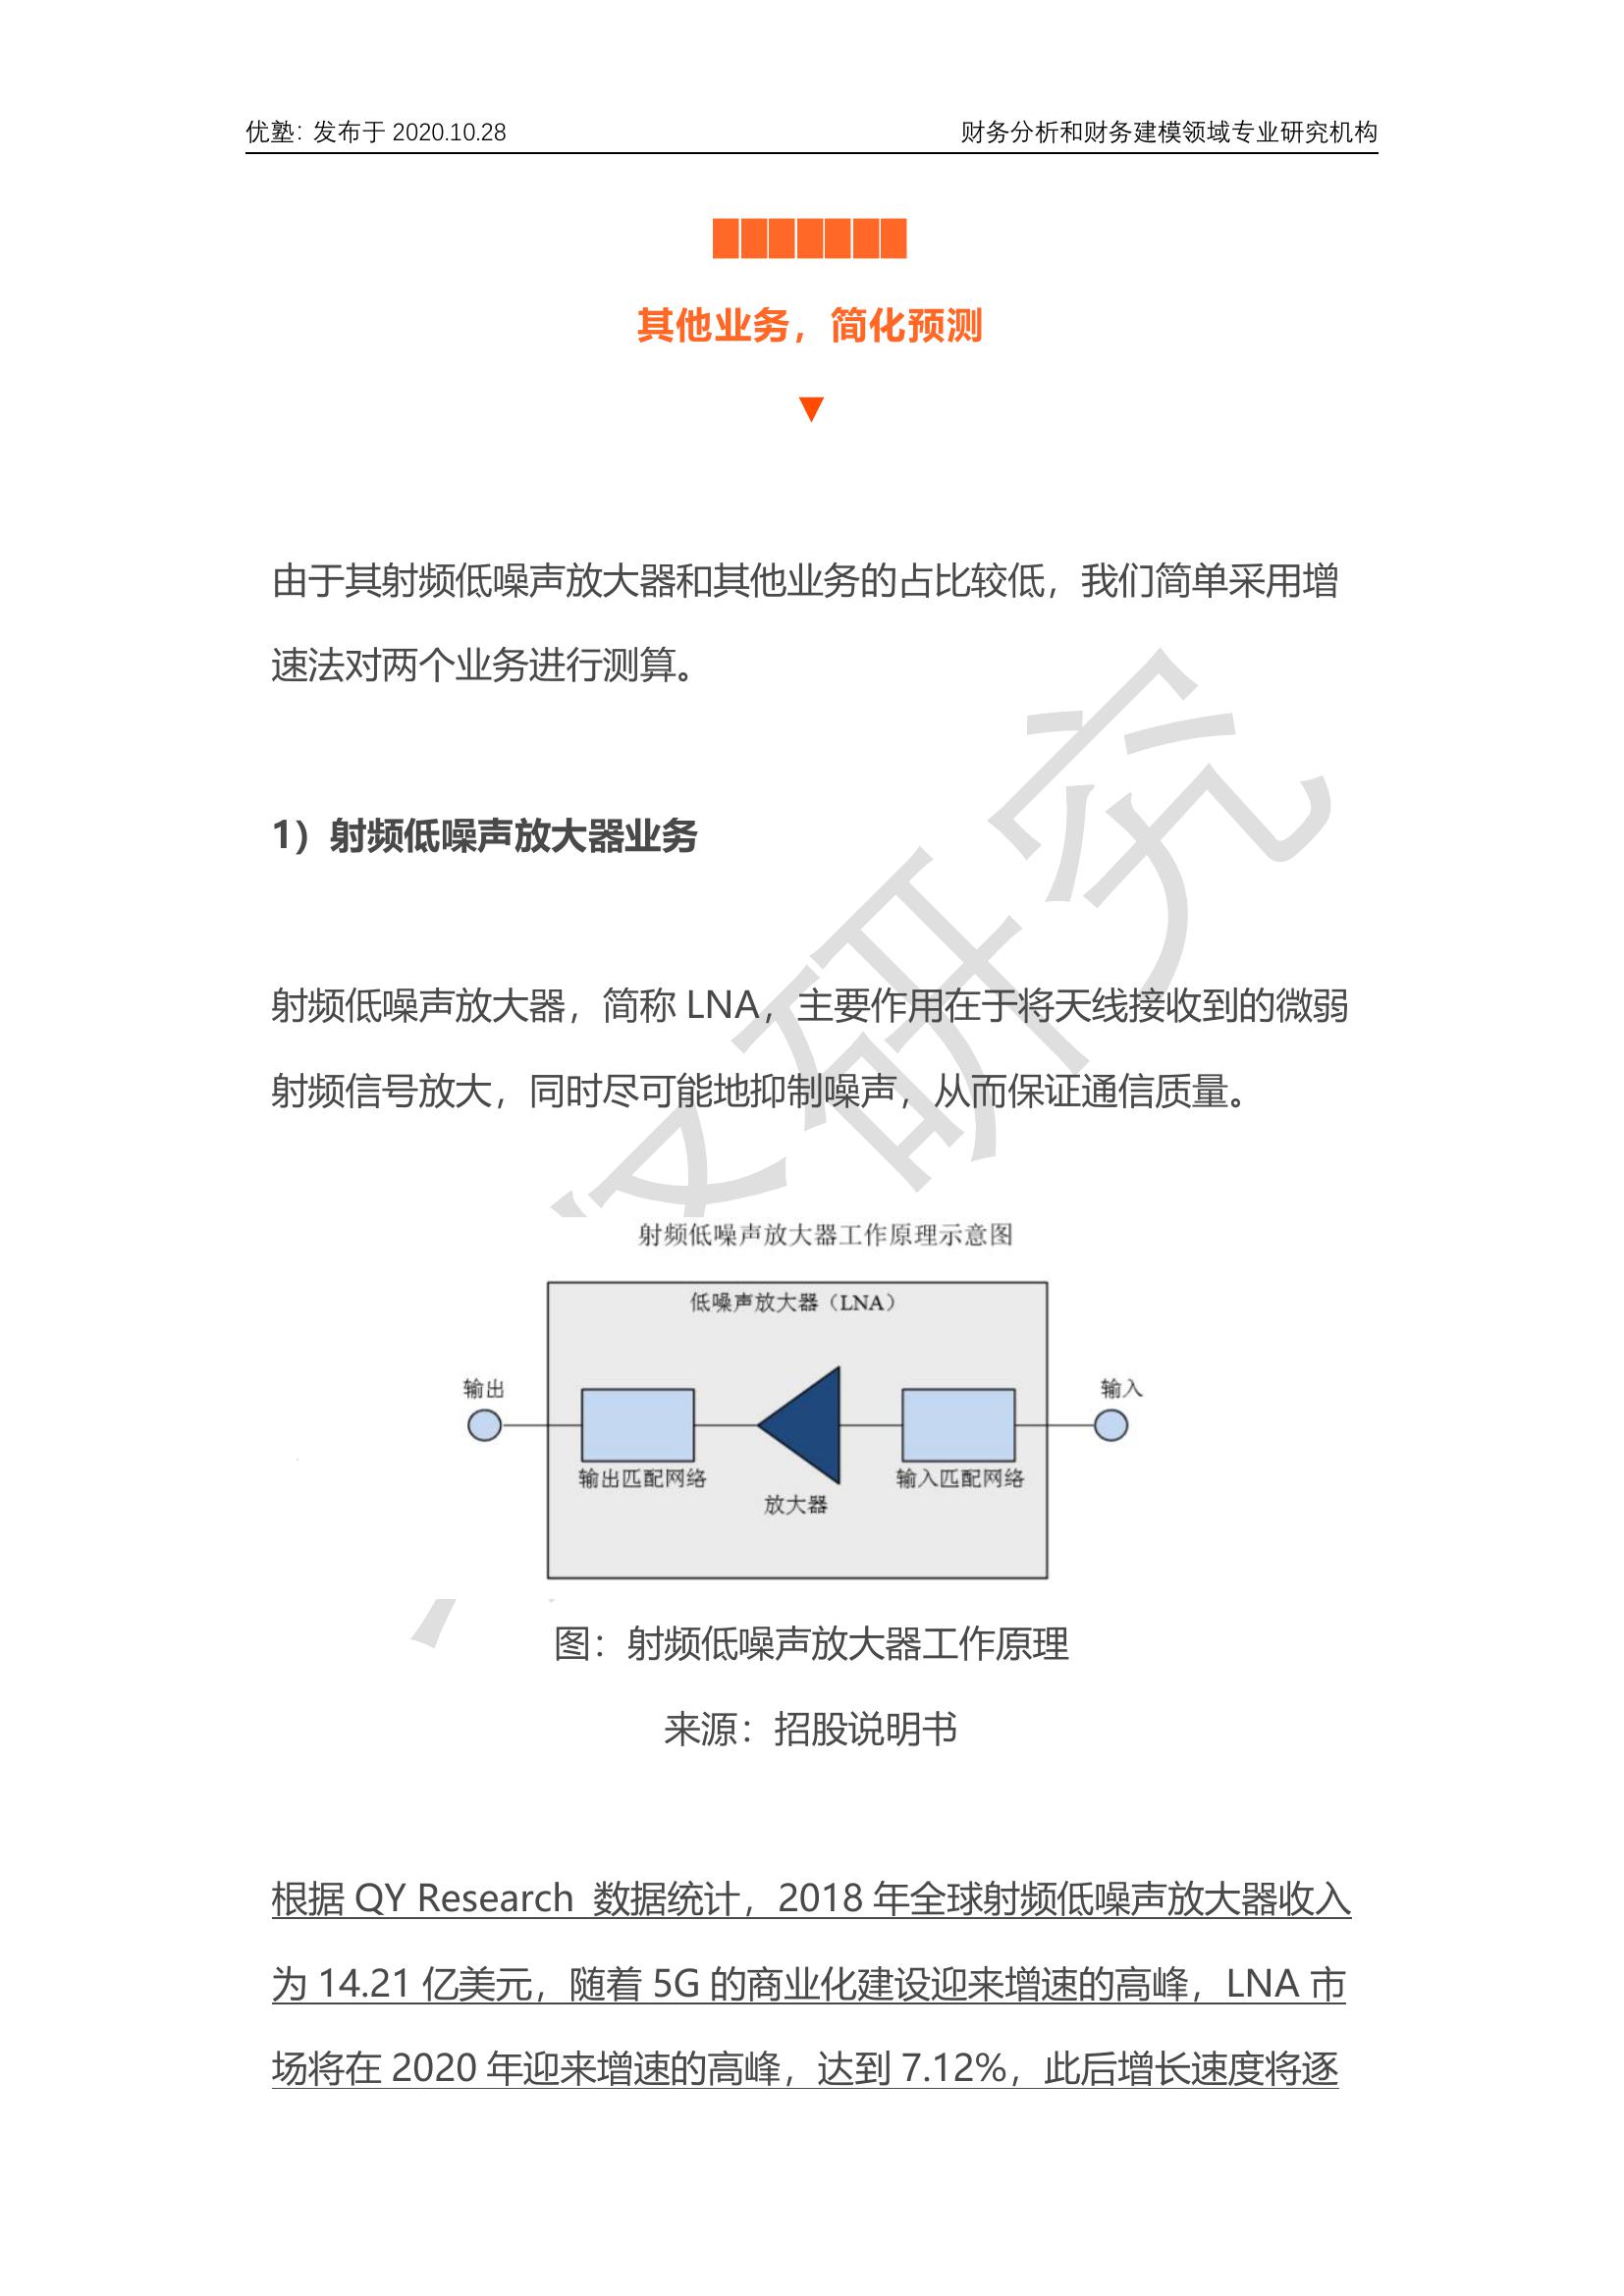 优塾：发布于 2020.10.28 财务分析和财务建模领域专业研究机构
其他业务，简化预测
▼
由于其射频低噪声放大器和其他业务的占比较低，我们简单采用增
速法对两个业务进行测算。
1）射频低噪声放大器业务
射频低噪声放大器，简称 LNA，主要作用在于将天线接收到的微弱
射频信号放大，同时尽可能地抑制噪声，从而保证通信质量。
研究
射频低噪声放大器工作原理示意图
低噪声放大器（LNA）
输出 输入
输出匹配网络 输入匹配网络
放大器
图：射频低噪声放大器工作原理
来源：招股说明书
根据 QY Research 数据统计，2018 年全球射频低噪声放大器收入
为 14.21 亿美元，随着 5G 的商业化建设迎来增速的高峰，LNA 市
场将在 2020 年迎来增速的高峰，达到 7.12%，此后增长速度将逐